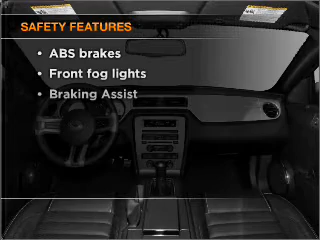 SAFETY FEATURES
• ABS brakes
• Front fog lights
• Braking Assist